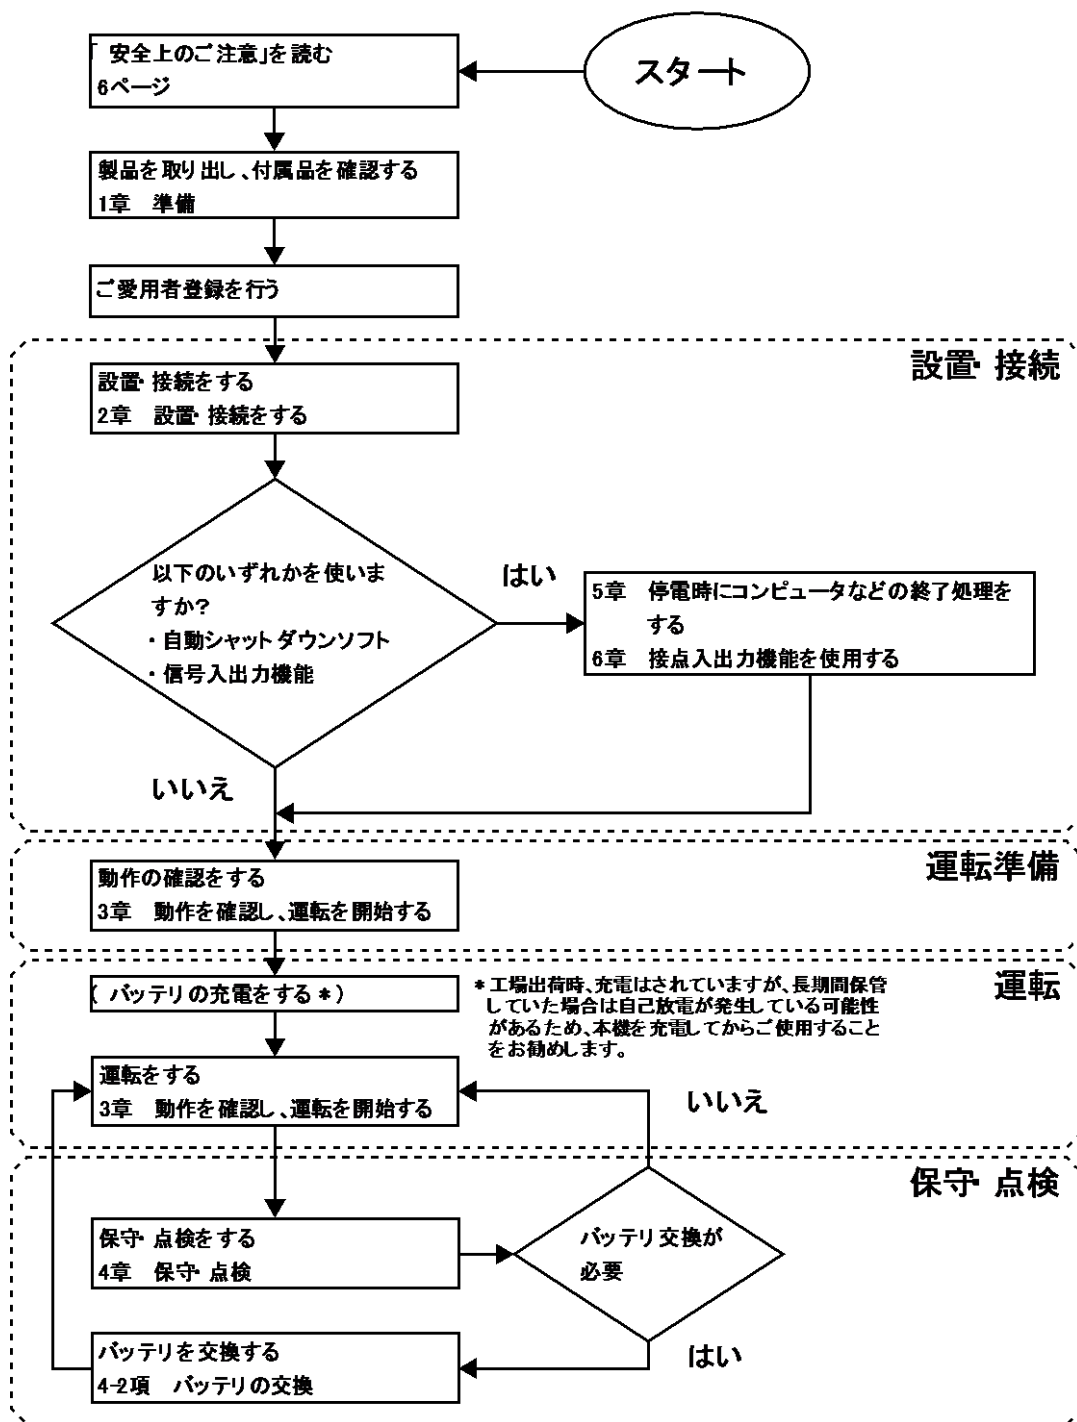 スタート
「安全上のご注意」を読む
6ページ
製品を取り出し、付属品を確認する
1章 準備
ご愛用者登録を行う
設置・接続
設置・接続をする
2章 設置・接続をする
以下のいずれかを使いま
すか?
・自動シャットダウンソフト
・信号入出力機能
はい
5章 停電時にコンピュータなどの終了処理を
する
6章 接点入出力機能を使用する
いいえ
運転準備
動作の確認をする
3章 動作を確認し、運転を開始する
運転
(バッテリの充電をする*)
*工場出荷時、充電はされていますが、長期間保管
していた場合は自己放電が発生している可能性
があるため、本機を充電してからご使用すること
をお勧めします。
運転をする
3章 動作を確認し、運転を開始する
いいえ
保守・点検
保守・点検をする
4章 保守・点検
バッテリ交換が
必要
はい
バッテリを交換する
4-2項 バッテリの交換